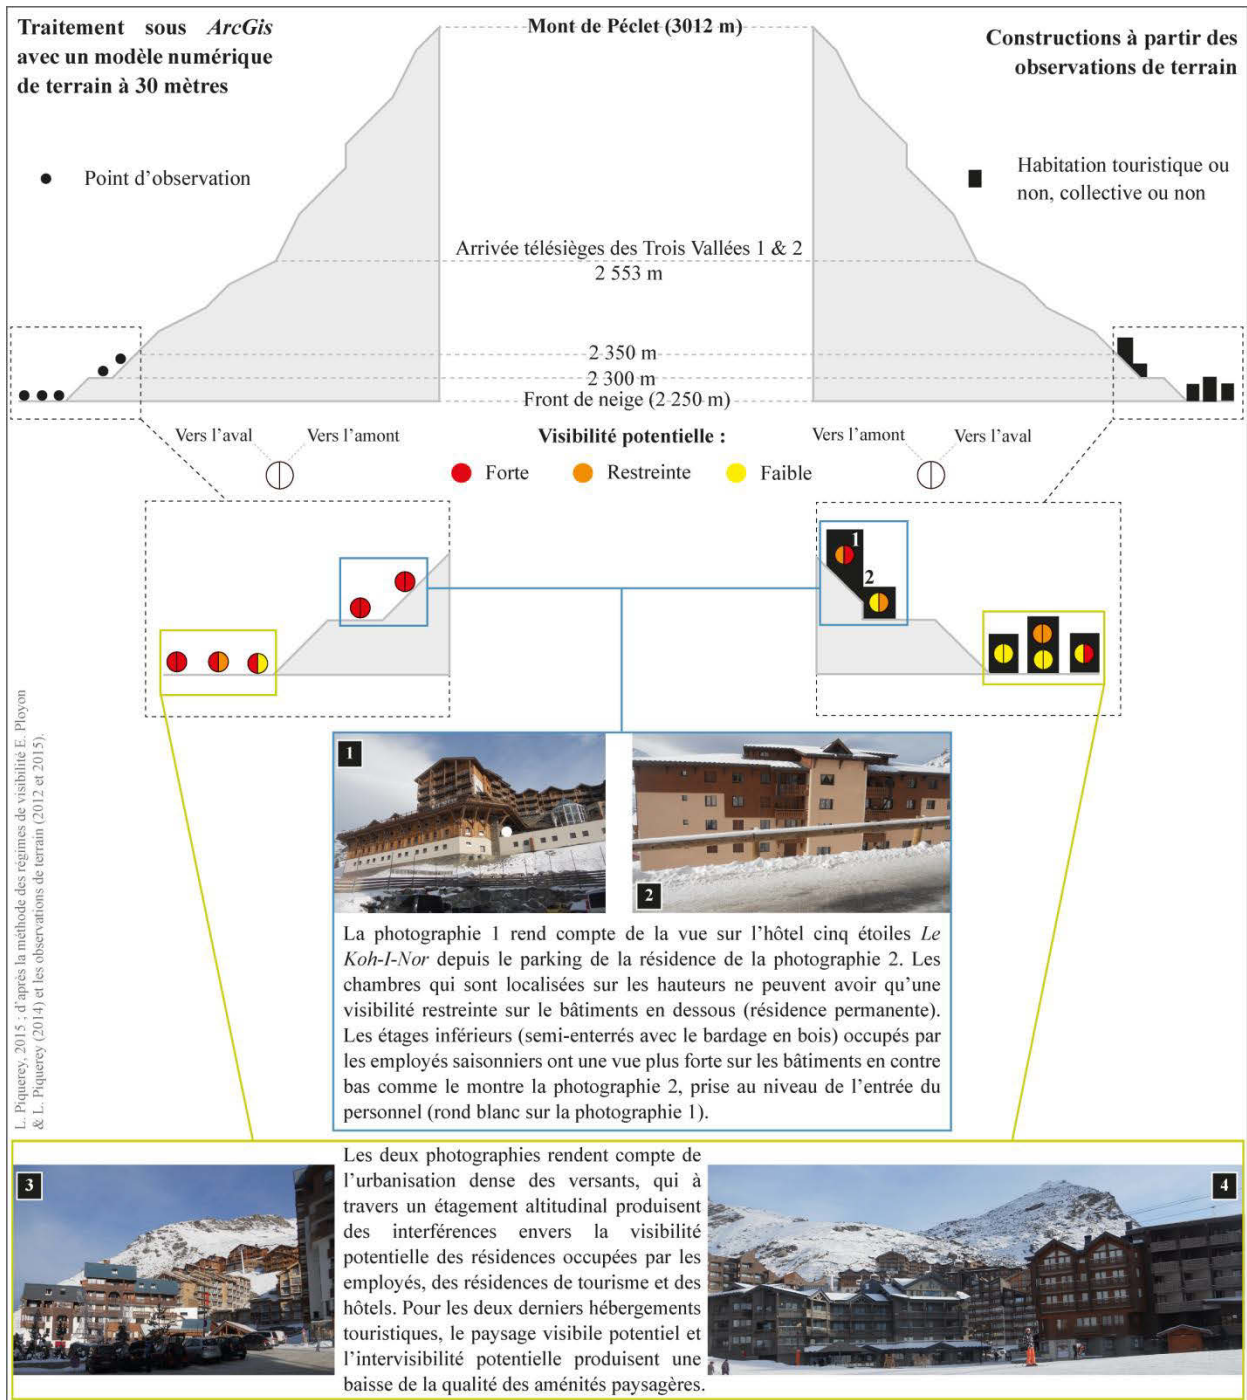 Traitement sous ArcGis
avec un modèle numérique
de terrain à 30 mètres
Mont de Péclet (3012 m)
Constructions à partir des
observations de terrain
Point d'observation
Habitation touristique ou
non, collective ou non
Arrivée télésièges des Trois Vallées 1 & 2
2 553 m
2 350 m
2 300 m
Front de neige (2 250 m)
Vers l'aval
Vers l'amont
Visibilité potentielle :
Forte
Restreinte
Faible
Vers l'amont
Vers l'aval
1
2
L. Piquerey, 2015 ; d'après la méthode des régimes de visibilité E. Ployon
& L. Piquerey (2014) et les observations de terrain (2012 et 2015).
1
2
La photographie 1 rend compte de la vue sur l'hôtel cinq étoiles Le
Koh-I-Nor depuis le parking de la résidence de la photographie 2. Les
chambres qui sont localisées sur les hauteurs ne peuvent avoir qu'une
visibilité restreinte sur le bâtiments en dessous (résidence permanente).
Les étages inférieurs (semi-enterrés avec le bardage en bois) occupés par
les employés saisonniers ont une vue plus forte sur les bâtiments en contre
bas comme le montre la photographie 2, prise au niveau de l'entrée du
personnel (rond blanc sur la photographie 1).
3
Les deux photographies rendent compte de
l'urbanisation dense des versants, qui à
travers un étagement altitudinal produisent
des interférences envers la visibilité
potentielle des résidences occupées par les
employés, des résidences de tourisme et des
hôtels. Pour les deux derniers hébergements
touristiques, le paysage visibile potentiel et
l'intervisibilité potentielle produisent une
baisse de la qualité des aménités paysagères.
4